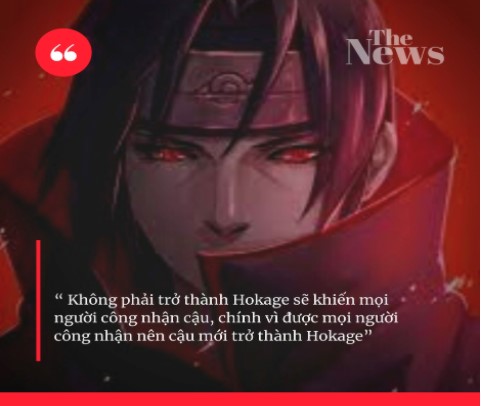 The
News
“ Không phải trở thành Hokage sẽ khiến mọi
người công nhận cậu, chính vì được mọi người
công nhận nên cậu mới trở thành Hokage”